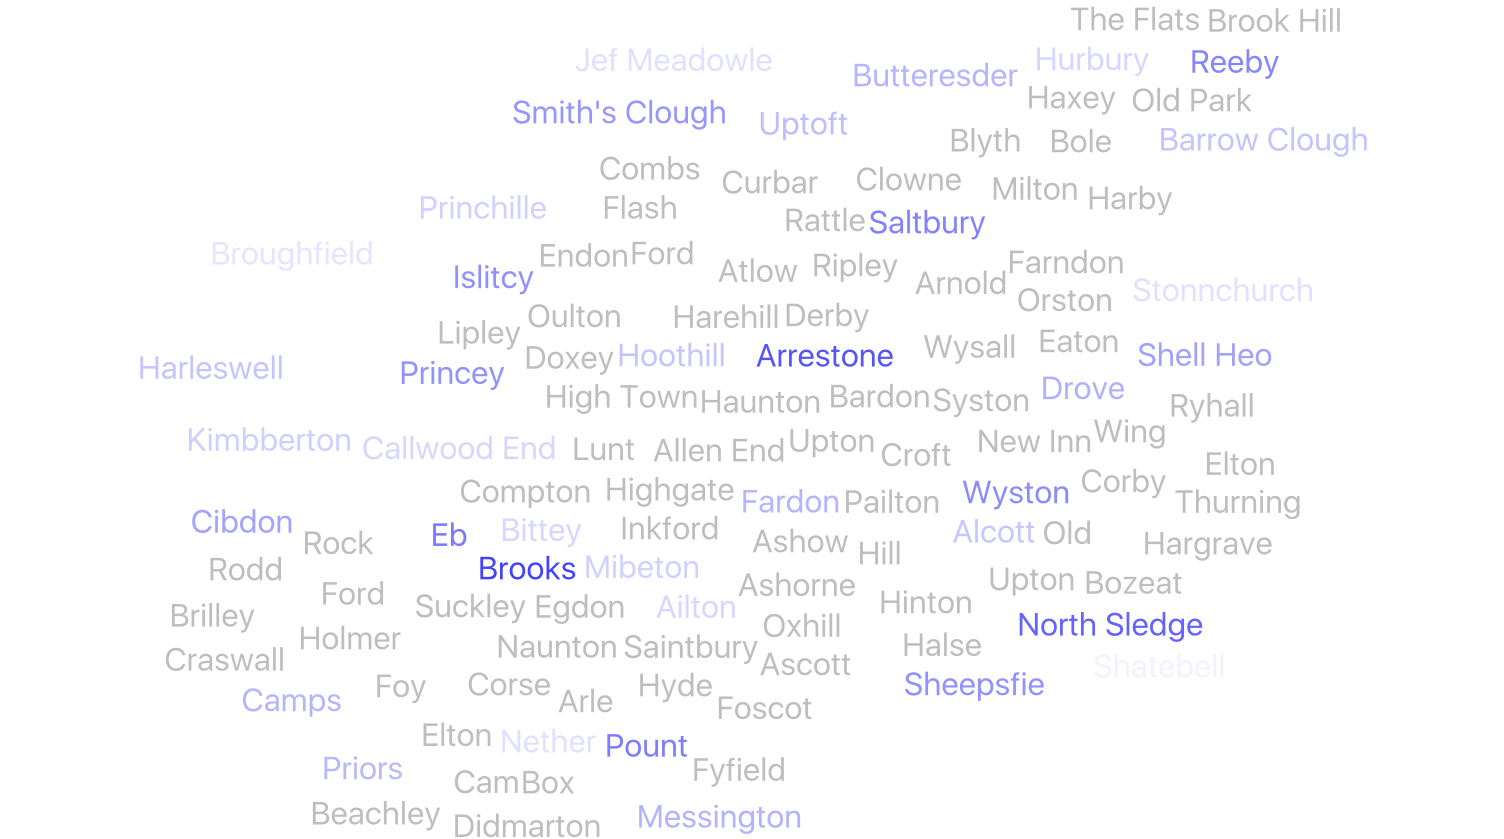 The Flats Brook Hill
Jef Meadowle
Butteresder
Hurbury
Reeby
Smith's Clough
Uptoft
Haxey
Old Park
Blyth
Bole
Barrow Clough
Combs
Curbar
Clowne
Milton
Harby
Princhille
Flash
Rattle
Saltbury
Broughfield
Endon
Ford
Islitcy
Atlow
Ripley
Arnold
Farndon
Orston
Stonnchurch
Lipley
Oulton
Harehill
Derby
Harleswell
Princey
Doxey
Hoothill
Arrestone
Wysall
Eaton
Shell Heo
High Town
Haunton
Bardon
Syston
Drove
Ryhall
Kimbberton
Callwood End
Lunt
Allen End
Upton
Croft
New Inn
Wing
Elton
Compton
Highgate
Fardon
Pailton
Wyston
Corby
Thurning
Cibdon
Rock
Eb
Bittey
Inkford
Ashow
Hill
Alcott
Old
Hargrave
Rodd
Brooks
Mibeton
Ashorne
Upton
Bozeat
Brilley
Ford
Suckley
Egdon
Ailton
Oxhill
Hinton
North Sledge
Craswall
Holmer
Naunton
Saintbury
Ascott
Halse
Shatebell
Camps
Foy
Corse
Arle
Hyde
Foscot
Sheepsfie
Elton
Nether
Pount
Priors
Cam
Box
Fyfield
Beachley
Didmarton
Messington